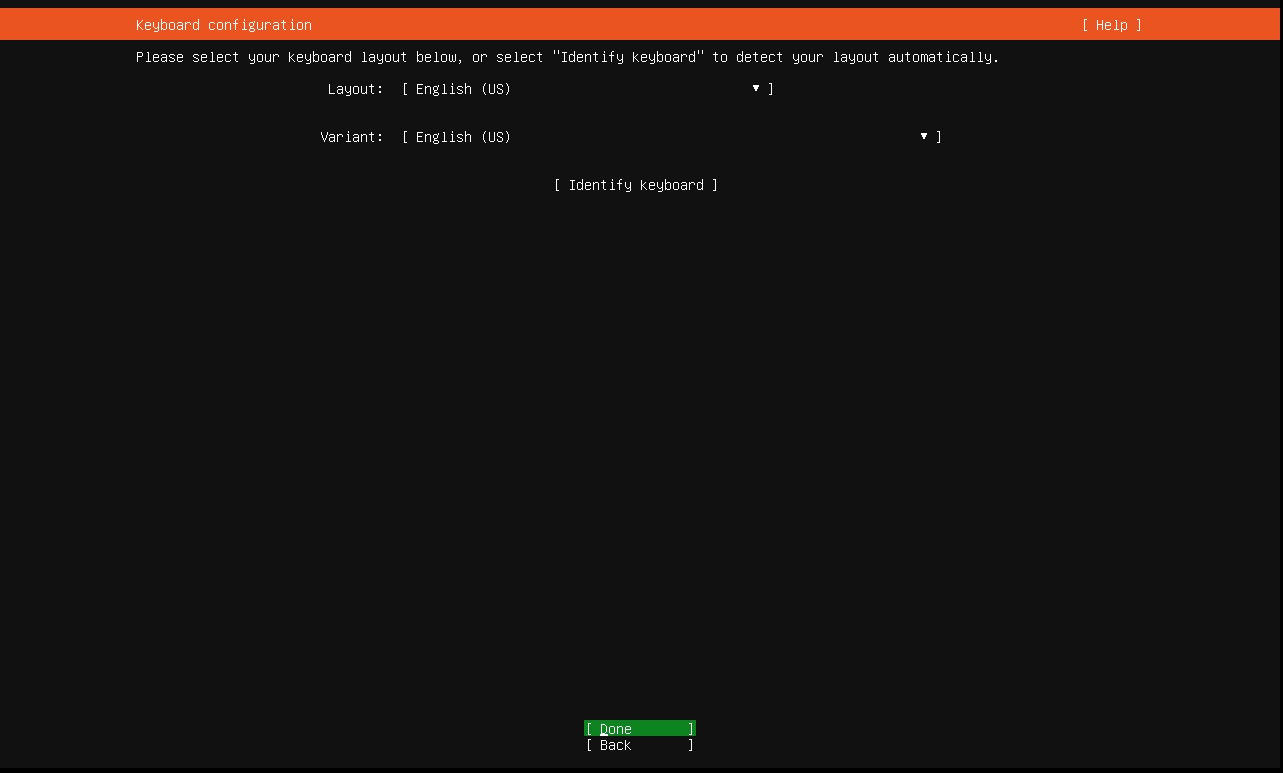 Keyboard configuration [ Help ]
Please select your keyboard layout below, or select "Identify keyboard" to detect your layout automatically.
Layout: [ English (US) ▼ ]
Variant: [ English (US) ▼ ]
[ Identify keyboard ]
[ Done ]
[ Back ]